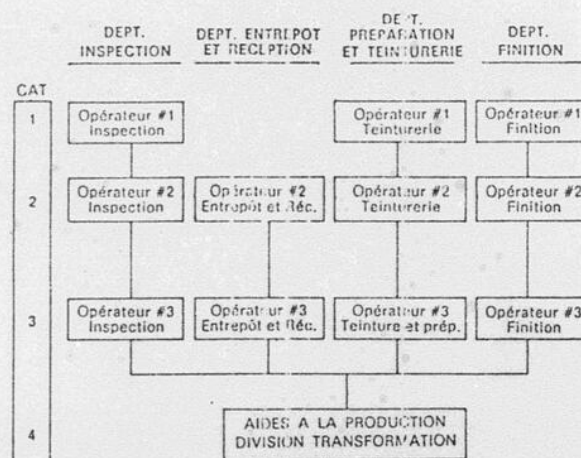 DEPT.
INSPECTION
DEPT. ENTREPOT
ET RECEPTION
DEPT.
PREPARATION
ET TEINTURERIE
DEPT.
FINITION
CAT
1
Opérateur #1
Inspection
Opérateur #1
Teinturerie
Opérateur #1
Finition
2
Opérateur #2
Inspection
Opérateur #2
Entrepôt et Réc.
Opérateur #2
Teinturerie
Opérateur #2
Finition
3
Opérateur #3
Inspection
Opérateur #3
Entrepôt et Réc.
Opérateur #3
Teinture et prép.
Opérateur #3
Finition
4
AIDES A LA PRODUCTION
DIVISION TRANSFORMATION